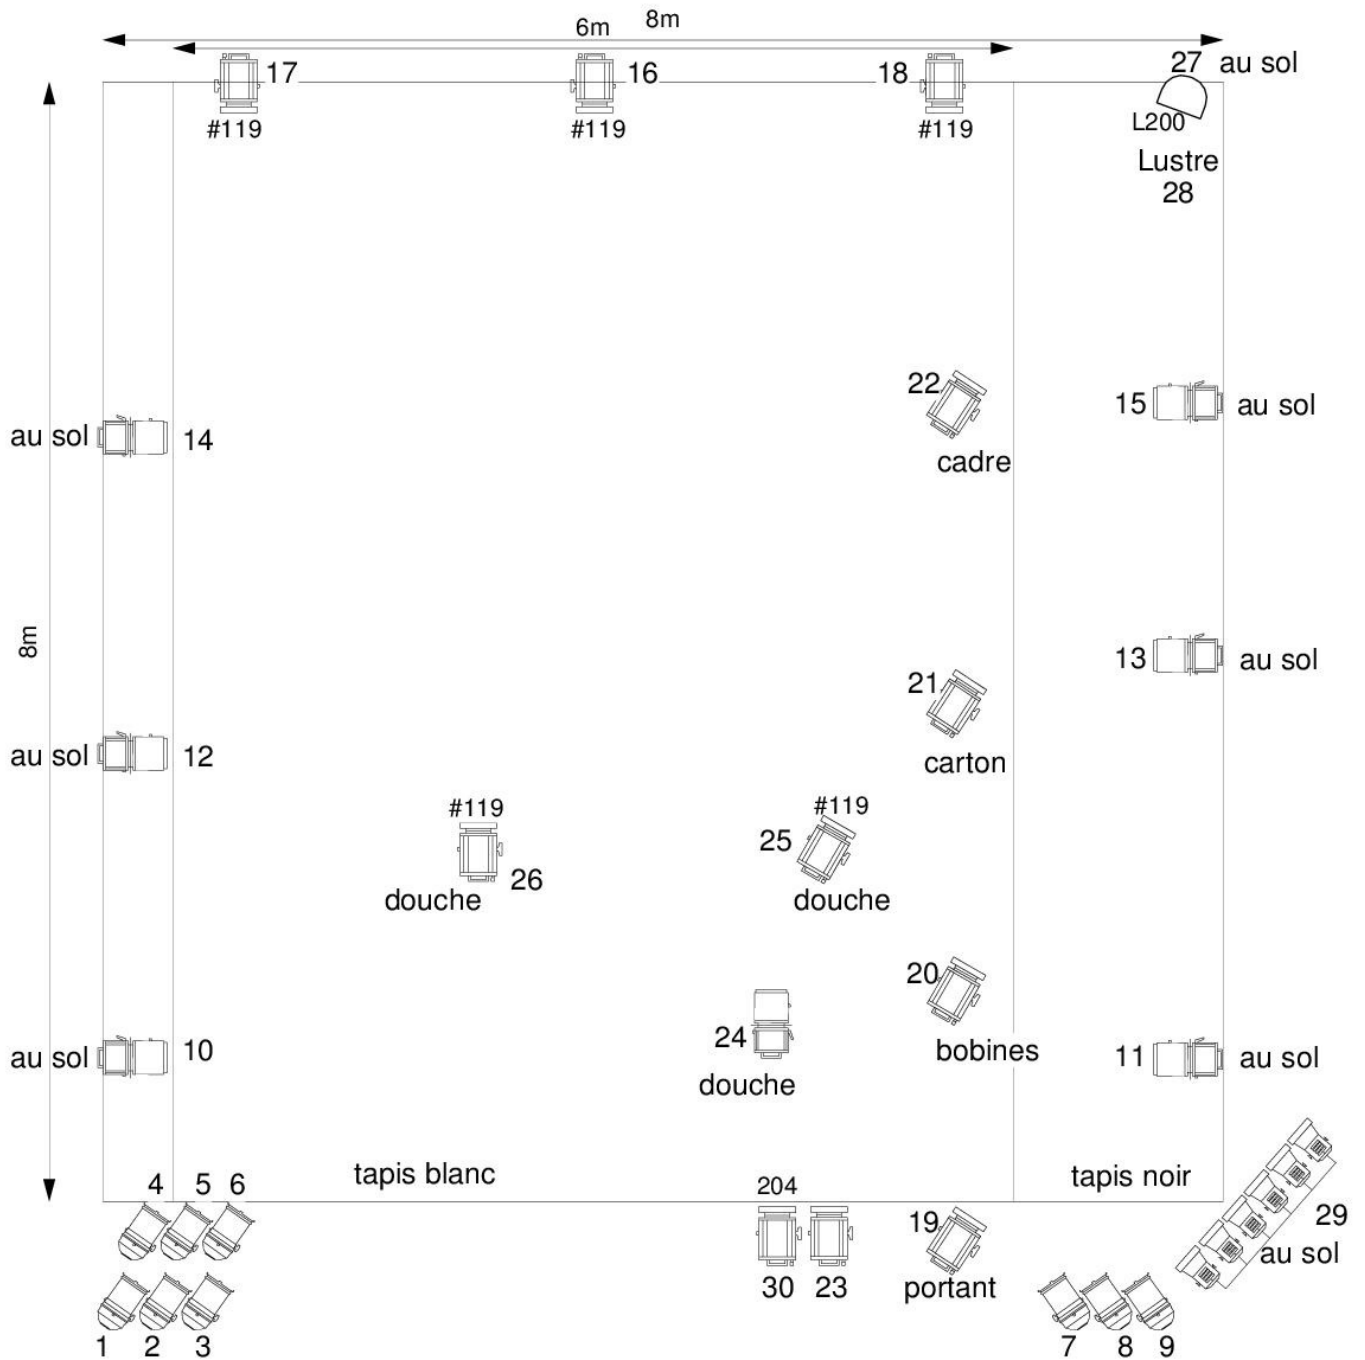 8m
6m
17
16
18
27 au sol
#119
#119
#119
L200
Lustre
28
22
15 au sol
au sol 14
cadre
8m
13 au sol
21
au sol 12
carton
#119
#119
25
26
douche
douche
20
24
au sol 10
bobines
11 au sol
douche
tapis blanc
tapis noir
4 5 6
204
19
29
au sol
30 23
portant
1 2 3
7 8 9